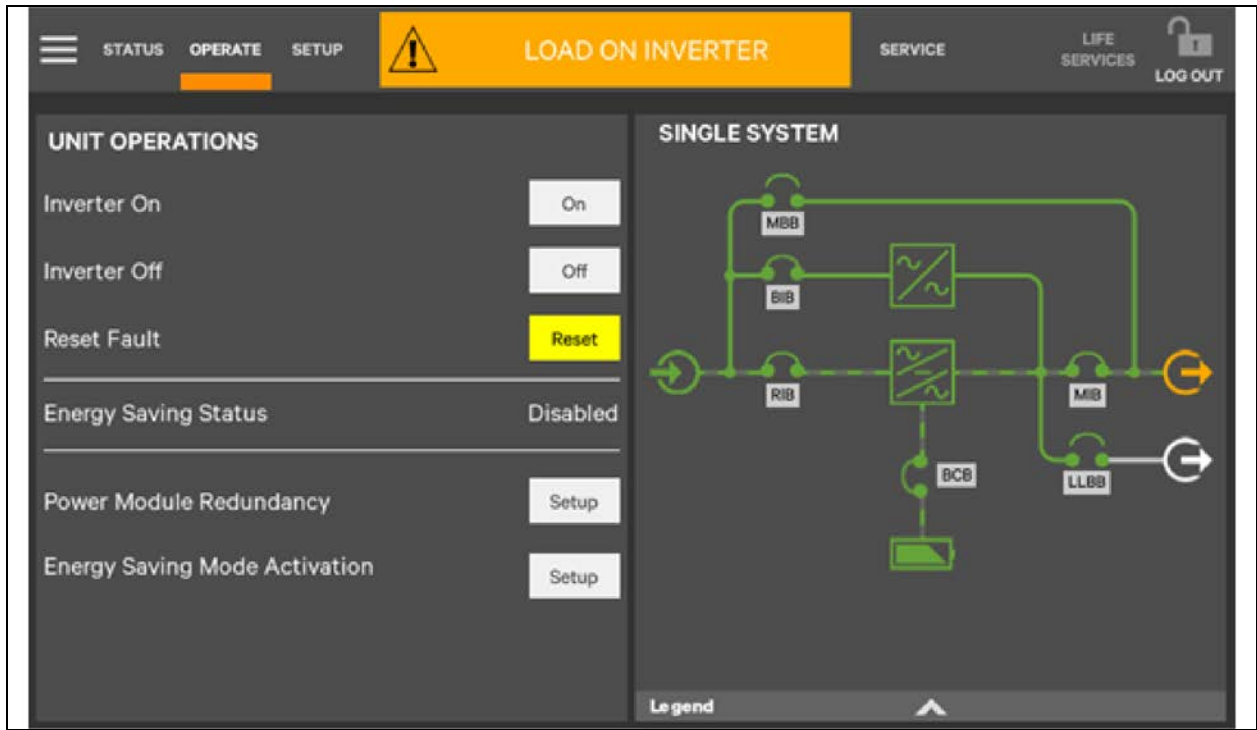 STATUS OPERATE SETUP
LOAD ON INVERTER
SERVICE
LIFE
SERVICES
LOG OUT
UNIT OPERATIONS
Inverter On
On
Inverter Off
Off
Reset Fault
Reset
Energy Saving Status
Disabled
Power Module Redundancy
Setup
Energy Saving Mode Activation
Setup
SINGLE SYSTEM
MBB
BIB
RIB
MIB
BCB
LLBB
Legend